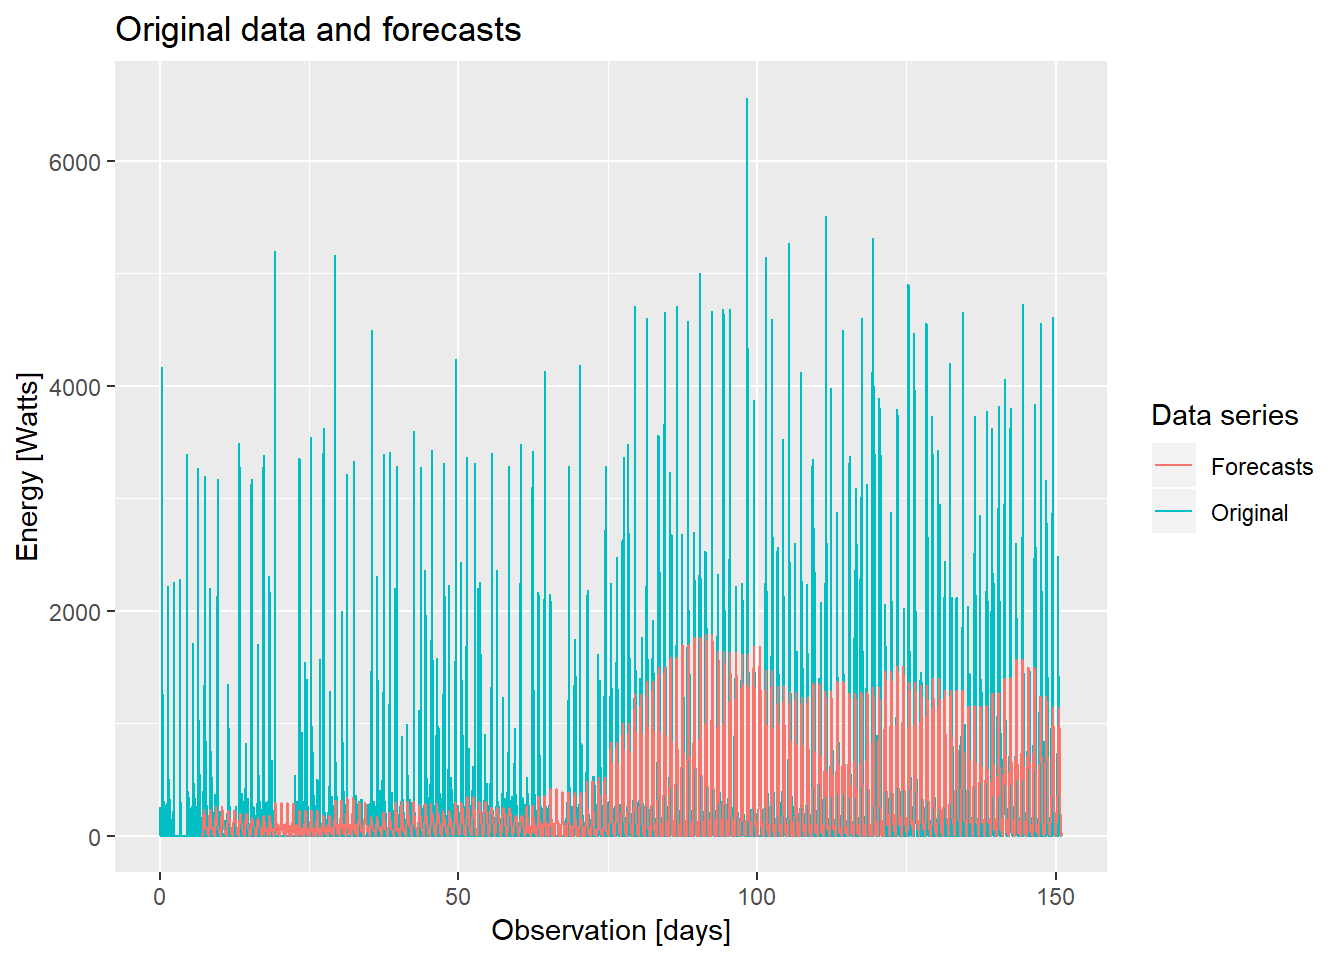 Original data and forecasts
Energy [Watts]
6000
4000
2000
0
0 50 100 150
Observation [days]
Data series
Forecasts
Original